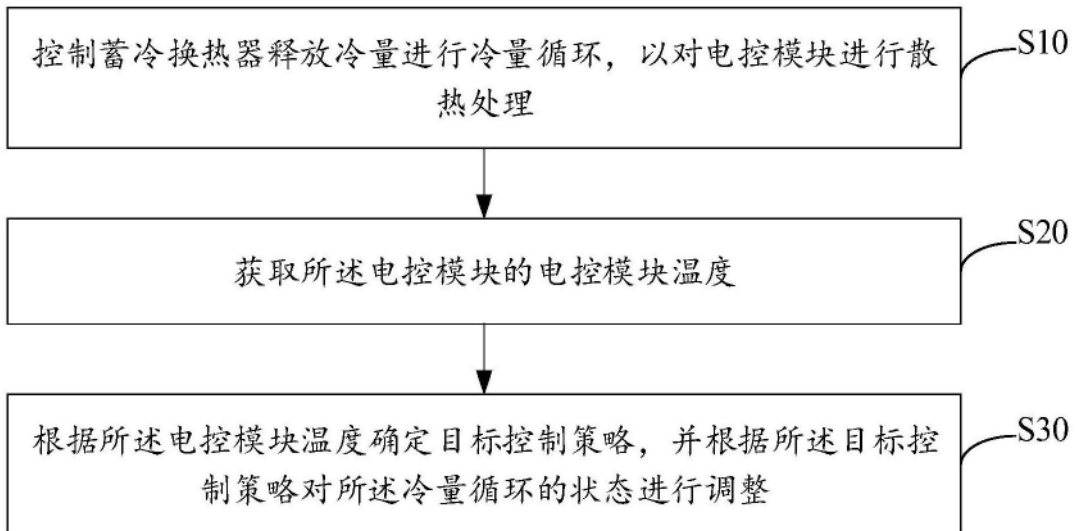 控制蓄冷换热器释放冷量进行冷量循环，以对电控模块进行散
热处理
S10
获取所述电控模块的电控模块温度
S20
根据所述电控模块温度确定目标控制策略，并根据所述目标控
制策略对所述冷量循环的状态进行调整
S30